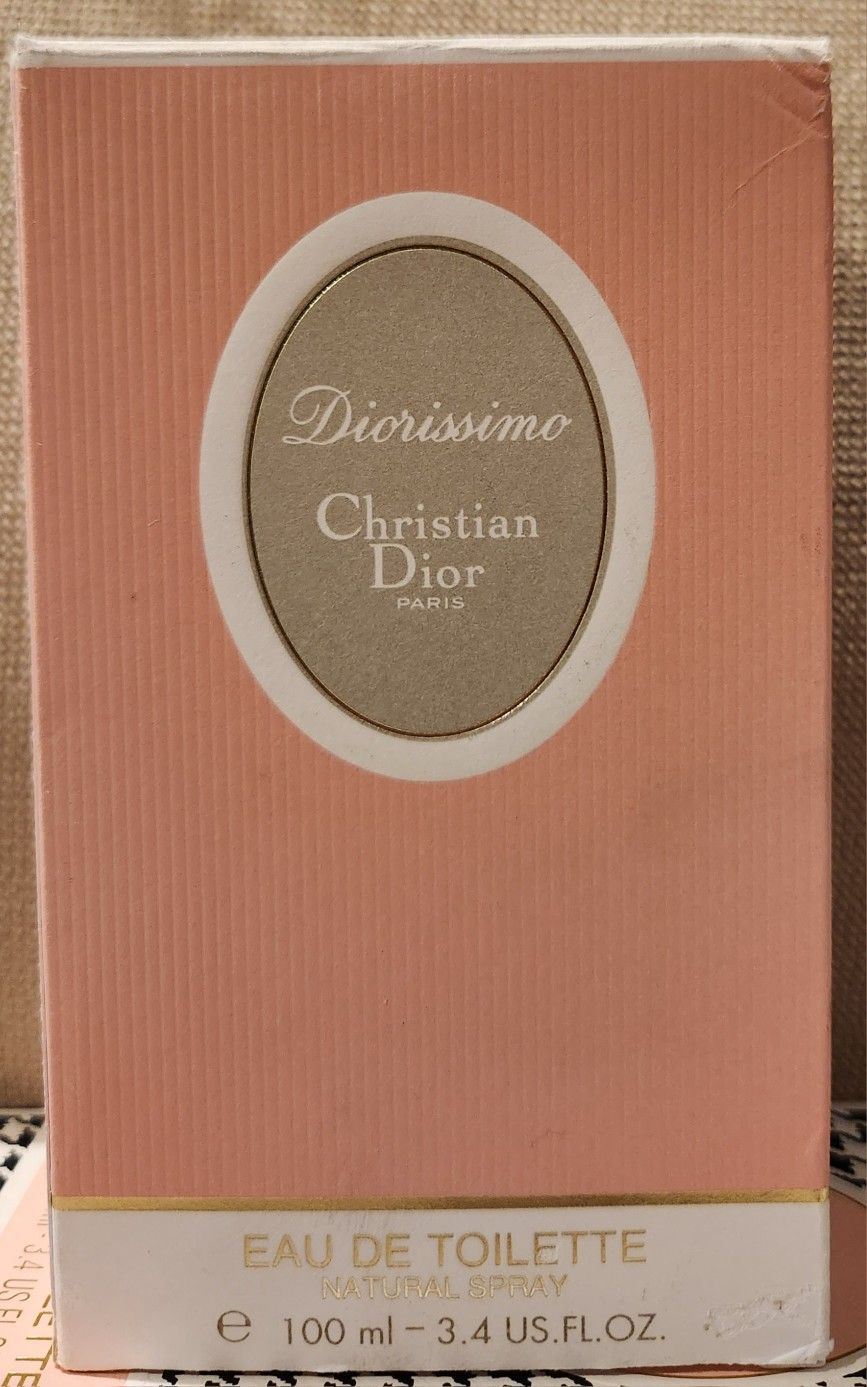 Diorissimo
Christian
Dior
PARIS
EAU DE TOILETTE
NATURAL SPRAY
e 100 ml – 3.4 US.FL.OZ.